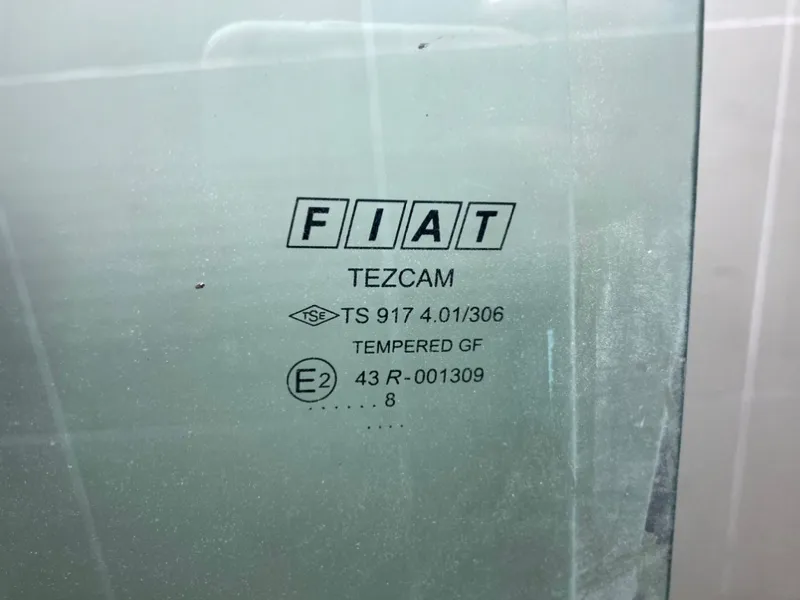 FIAT
TEZCAM
TSE TS 917 4.01/306
TEMPERED GF
E2 43 R-001309
......8
....